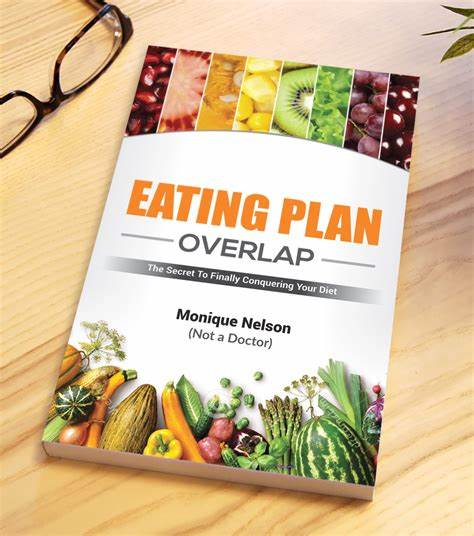 EATING PLAN
OVERLAP
The Secret To Finally Conquering Your Diet
Monique Nelson
(Not a Doctor)